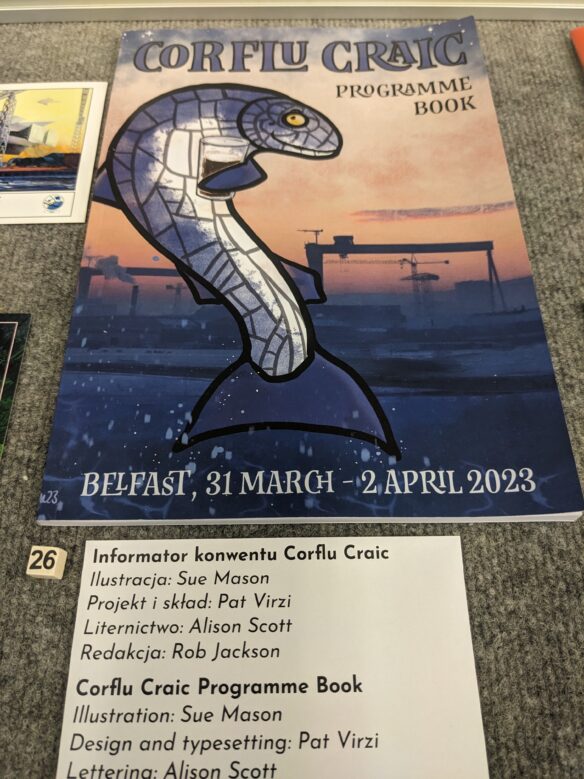 CORFLU CRAIC
PROGRAMME
BOOK
BELFAST, 31 MARCH - 2 APRIL 2023
26
Informator konwentu Corflu Craic
Ilustracja: Sue Mason
Projekt i skład: Pat Virzi
Liternictwo: Alison Scott
Redakcja: Rob Jackson
Corflu Craic Programme Book
Illustration: Sue Mason
Design and typesetting: Pat Virzi
Lettering: Alison Scott